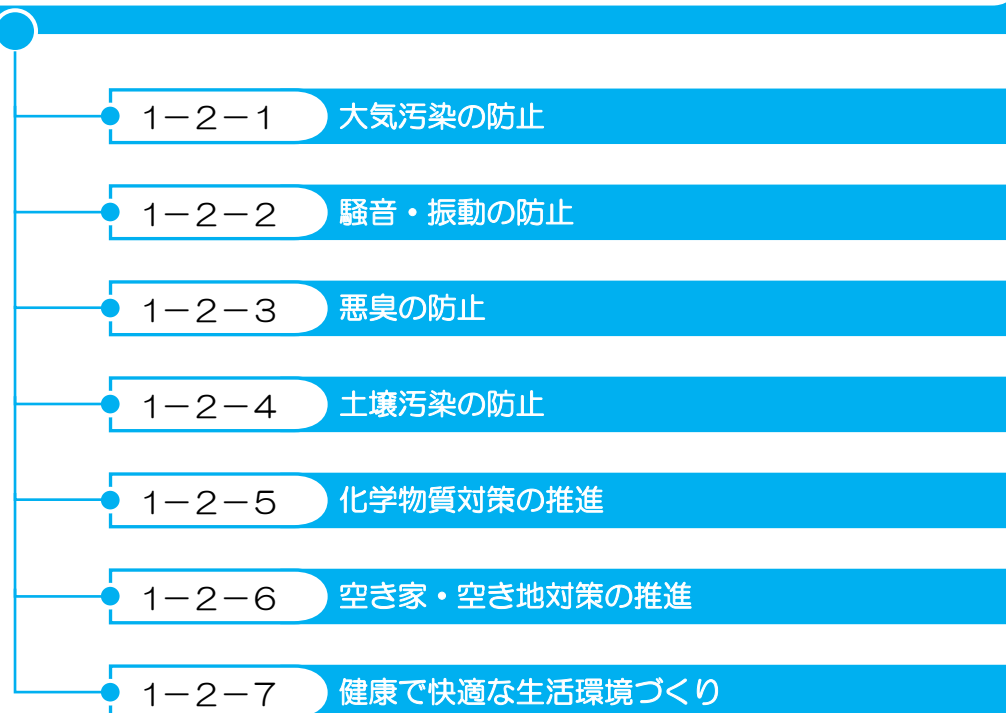 １－２－１ 大気汚染の防止
１－２－２ 騒音・振動の防止
１－２－３ 悪臭の防止
１－２－４ 土壌汚染の防止
１－２－５ 化学物質対策の推進
１－２－６ 空き家・空き地対策の推進
１－２－７ 健康で快適な生活環境づくり